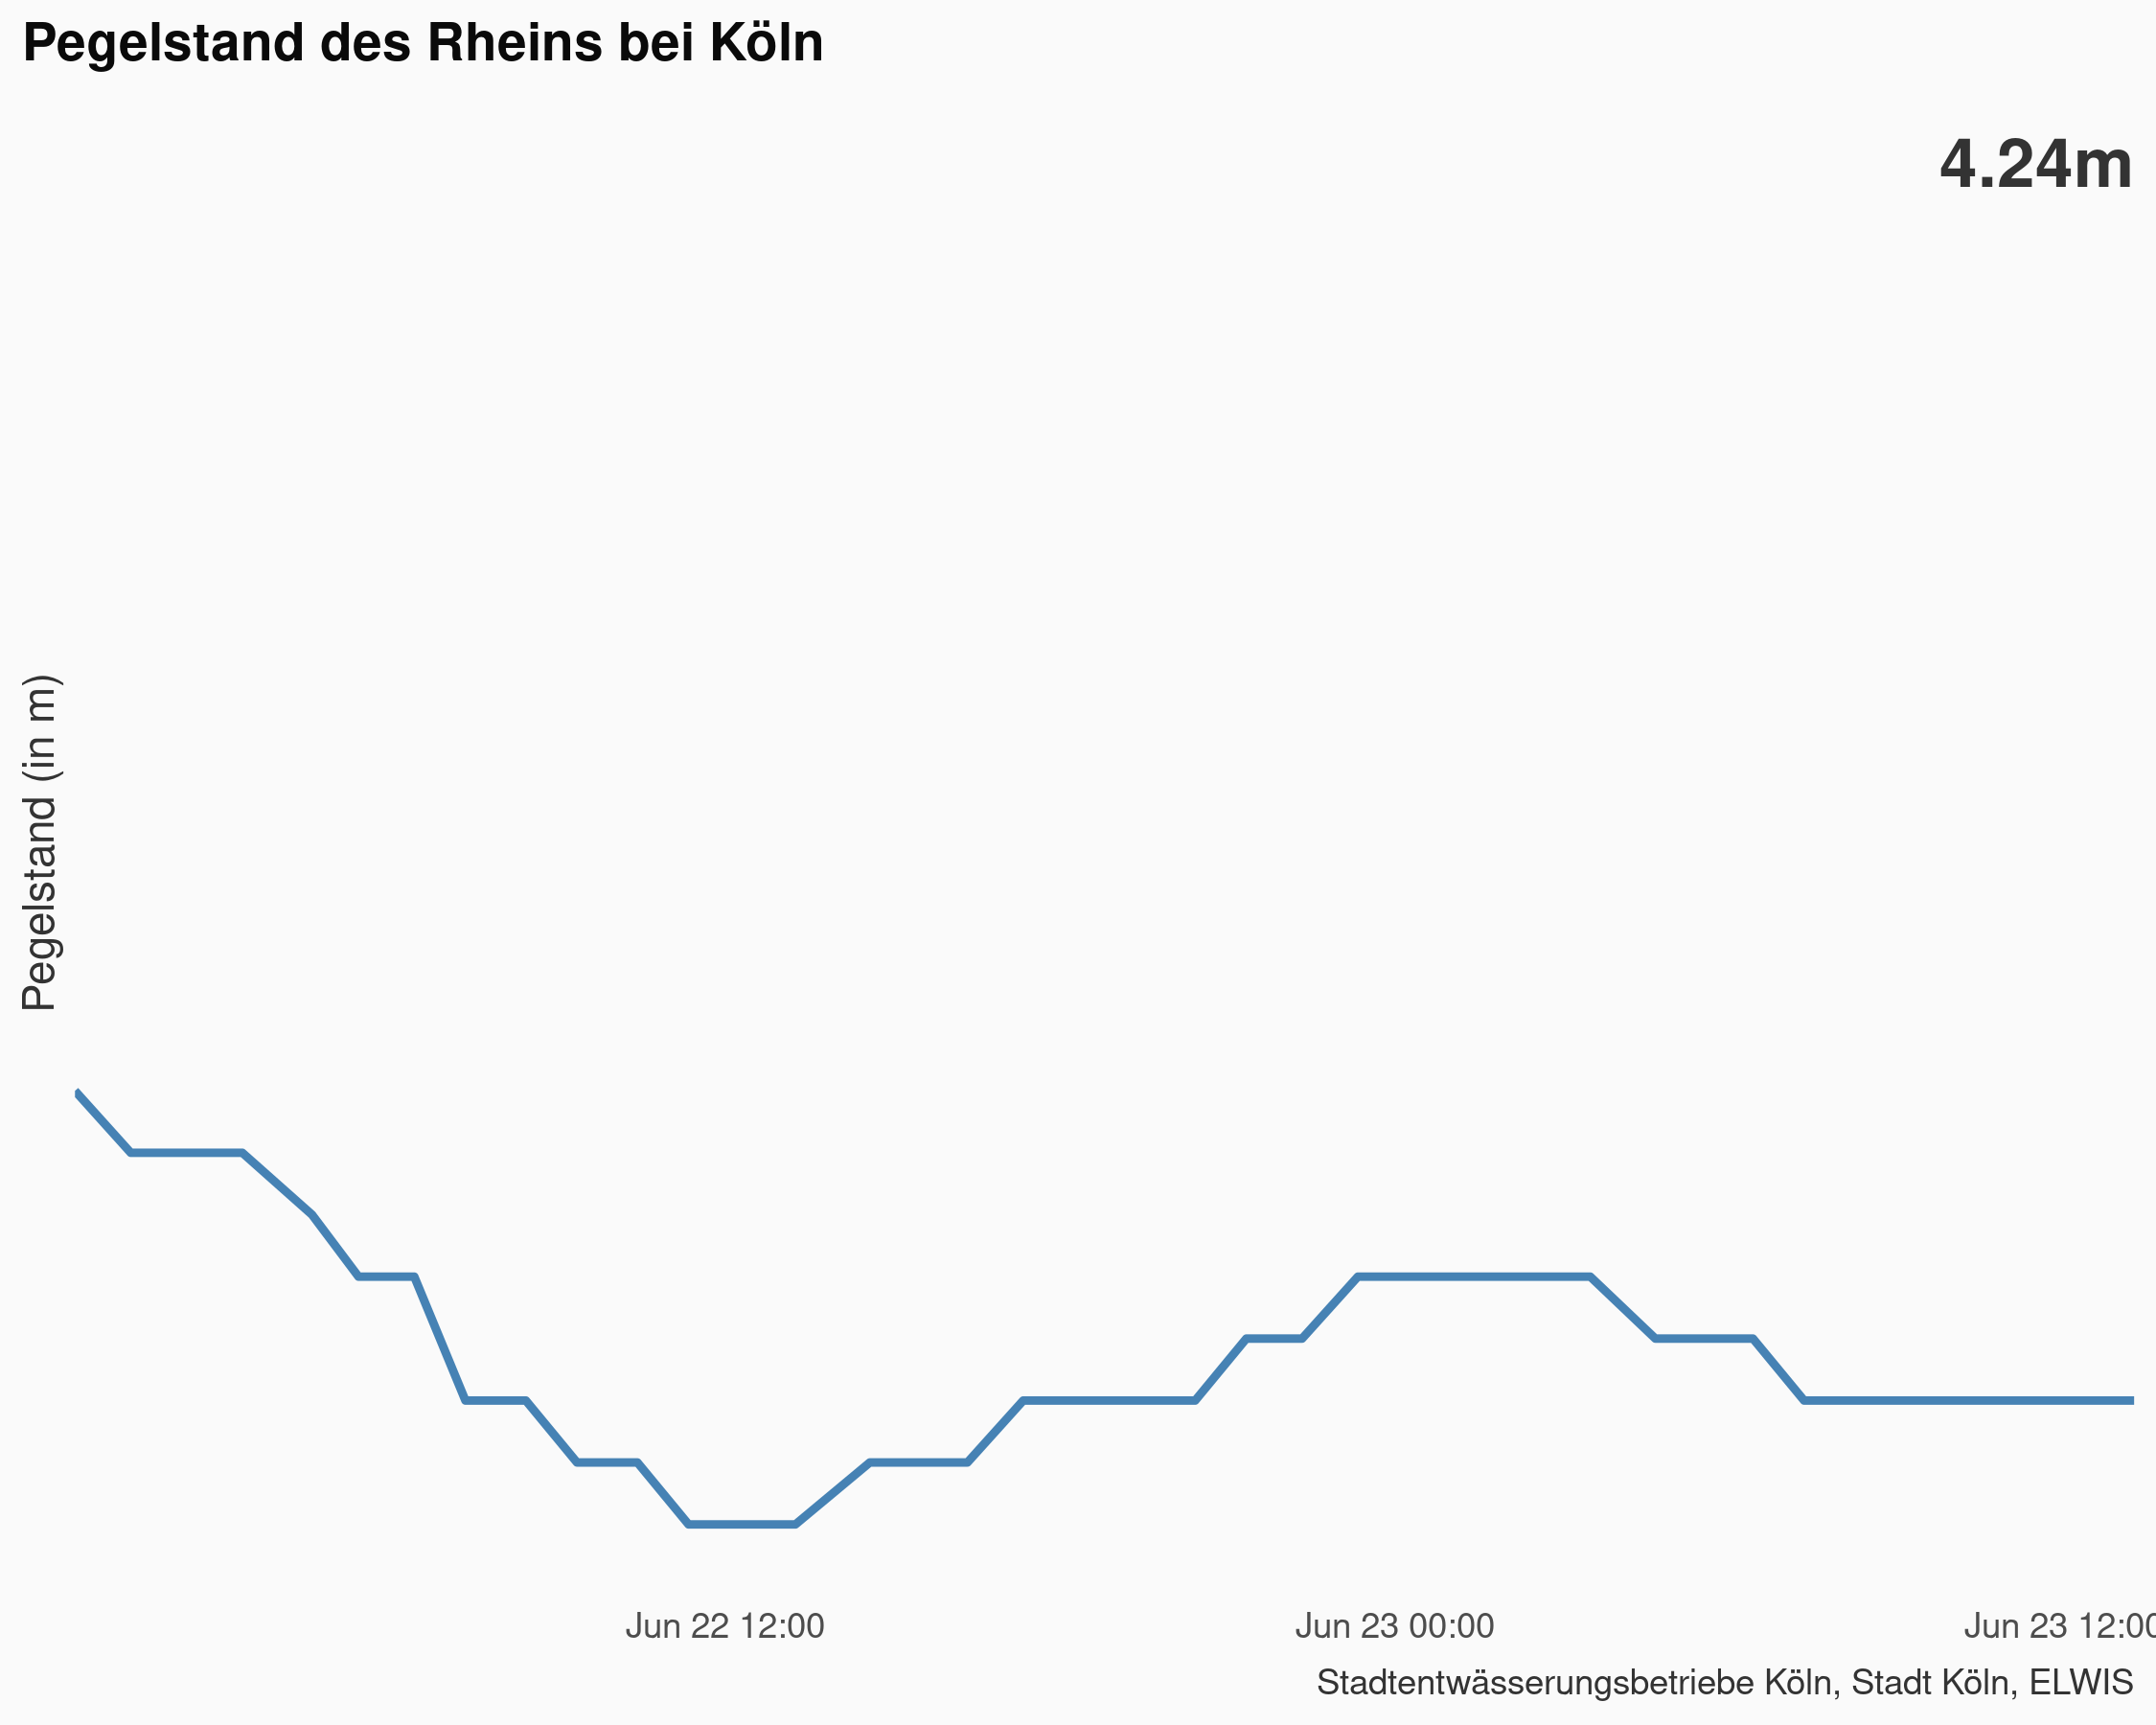 Pegelstand des Rheins bei Köln
4.24m
Pegelstand (in m)
Jun 22 12:00
Jun 23 00:00
Jun 23 12:00
Stadtentwässerungsbetriebe Köln, Stadt Köln, ELWIS